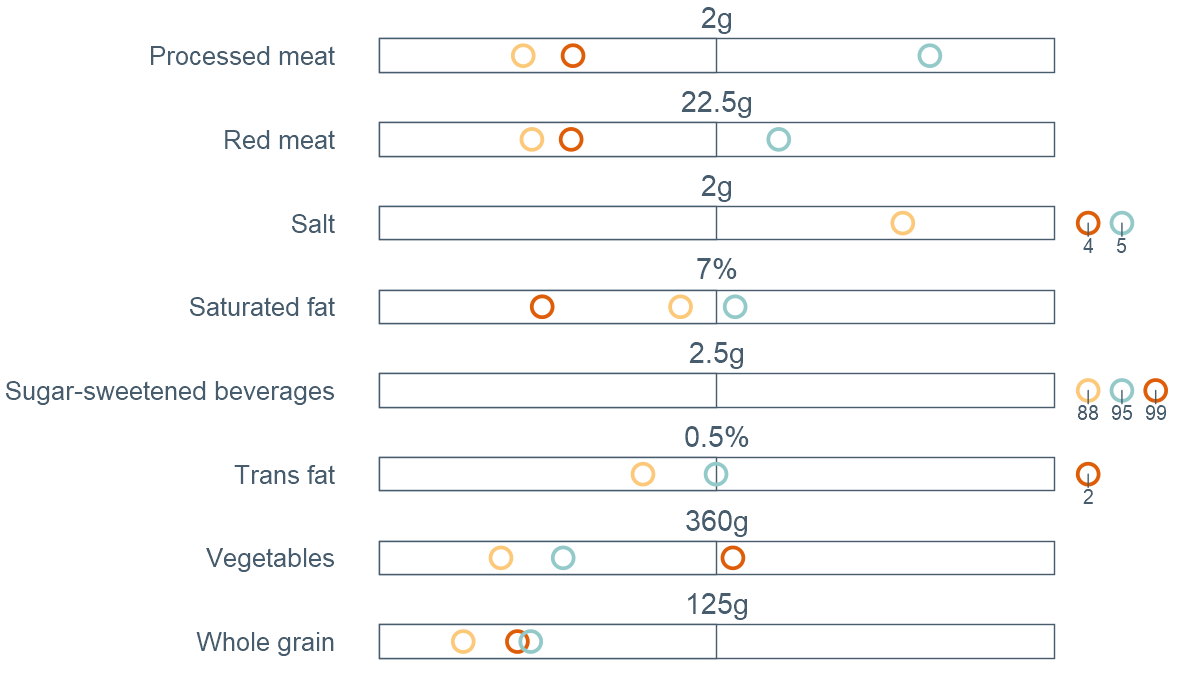 2g
Processed meat
22.5g
Red meat
2g
Salt
4 5
7%
Saturated fat
2.5g
Sugar-sweetened beverages
88 95 99
0.5%
Trans fat
2
360g
Vegetables
125g
Whole grain